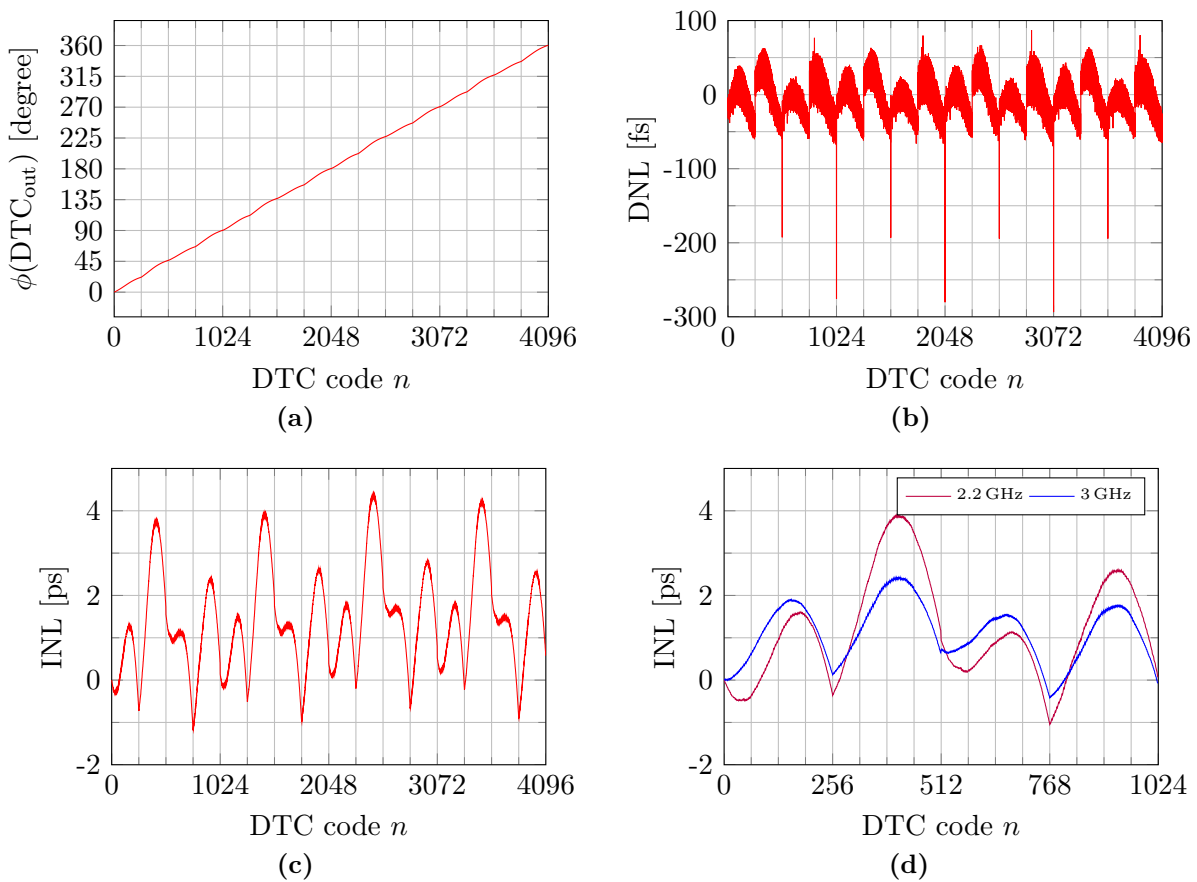 360
315
270
225
180
135
90
45
0
ϕ(DTCout) [degree]
0 1024 2048 3072 4096
DTC code n
(a)
100
0
-100
-200
-300
DNL [fs]
0 1024 2048 3072 4096
DTC code n
(b)
4
2
0
-2
INL [ps]
0 1024 2048 3072 4096
DTC code n
(c)
2.2 GHz 3 GHz
4
2
0
-2
INL [ps]
0 256 512 768 1024
DTC code n
(d)